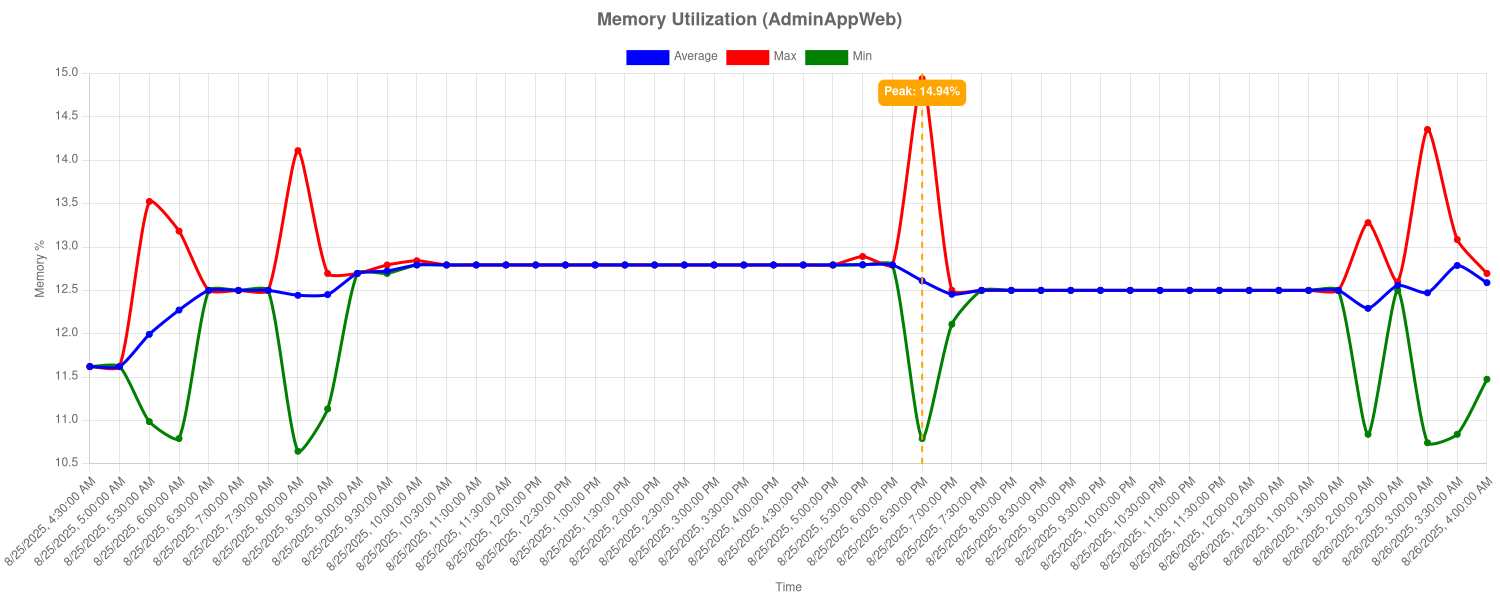 Memory Utilization (AdminAppWeb)
Average Max Min
15.0
14.5
14.0
13.5
13.0
12.5
12.0
11.5
11.0
10.5
Memory %
Peak: 14.94%
8/25/2025, 4:30:00 AM
8/25/2025, 5:00:00 AM
8/25/2025, 5:30:00 AM
8/25/2025, 6:00:00 AM
8/25/2025, 6:30:00 AM
8/25/2025, 7:00:00 AM
8/25/2025, 7:30:00 AM
8/25/2025, 8:00:00 AM
8/25/2025, 8:30:00 AM
8/25/2025, 9:00:00 AM
8/25/2025, 9:30:00 AM
8/25/2025, 10:00:00 AM
8/25/2025, 10:30:00 AM
8/25/2025, 11:00:00 AM
8/25/2025, 11:30:00 AM
8/25/2025, 12:00:00 PM
8/25/2025, 12:30:00 PM
8/25/2025, 1:00:00 PM
8/25/2025, 1:30:00 PM
8/25/2025, 2:00:00 PM
8/25/2025, 2:30:00 PM
8/25/2025, 3:00:00 PM
8/25/2025, 3:30:00 PM
8/25/2025, 4:00:00 PM
8/25/2025, 4:30:00 PM
8/25/2025, 5:00:00 PM
8/25/2025, 5:30:00 PM
8/25/2025, 6:00:00 PM
8/25/2025, 6:30:00 PM
8/25/2025, 7:00:00 PM
8/25/2025, 7:30:00 PM
8/25/2025, 8:00:00 PM
8/25/2025, 8:30:00 PM
8/25/2025, 9:00:00 PM
8/25/2025, 9:30:00 PM
8/25/2025, 10:00:00 PM
8/25/2025, 10:30:00 PM
8/25/2025, 11:00:00 PM
8/25/2025, 11:30:00 PM
8/26/2025, 12:00:00 AM
8/26/2025, 12:30:00 AM
8/26/2025, 1:00:00 AM
8/26/2025, 1:30:00 AM
8/26/2025, 2:00:00 AM
8/26/2025, 2:30:00 AM
8/26/2025, 3:00:00 AM
8/26/2025, 3:30:00 AM
8/26/2025, 4:00:00 AM
Time